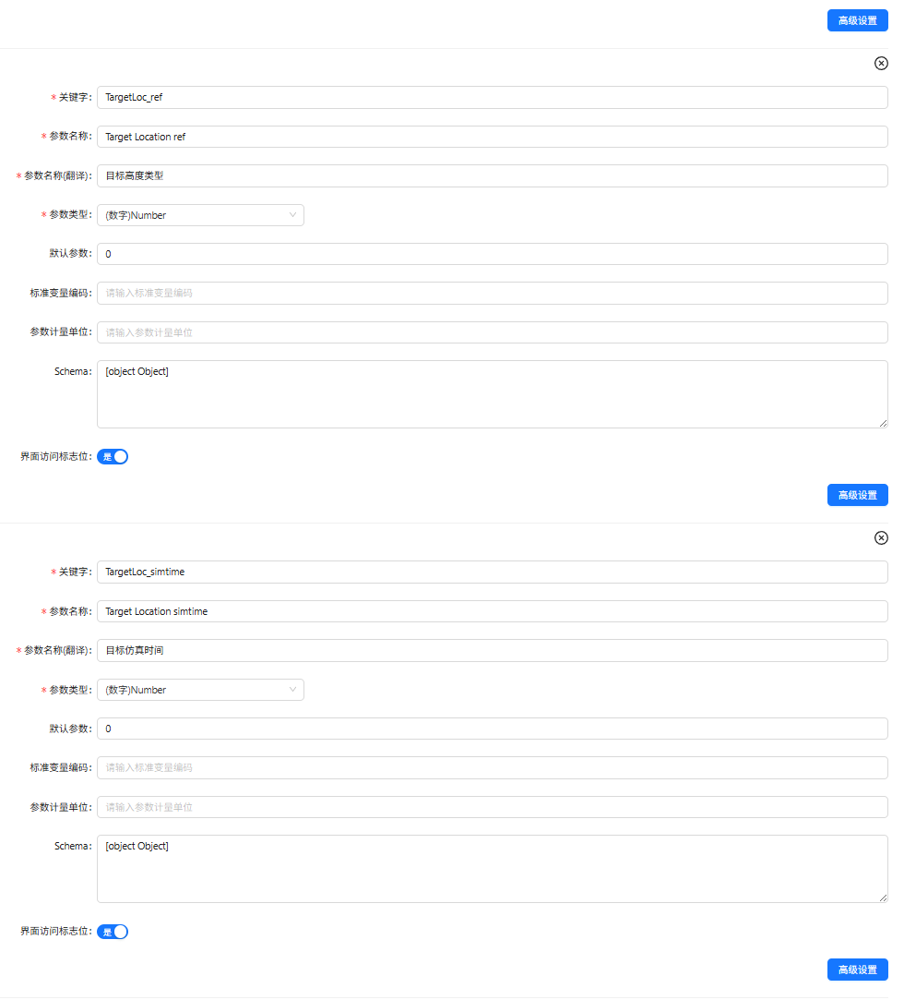 高级设置
* 关键字: TargetLoc_ref
* 参数名称: Target Location ref
* 参数名称(翻译): 目标高度类型
* 参数类型: (数字)Number
默认参数: 0
标准变量编码: 请输入标准变量编码
参数计量单位: 请输入参数计量单位
Schema: [object Object]
界面访问标志位: 是
高级设置
* 关键字: TargetLoc_simtime
* 参数名称: Target Location simtime
* 参数名称(翻译): 目标仿真时间
* 参数类型: (数字)Number
默认参数: 0
标准变量编码: 请输入标准变量编码
参数计量单位: 请输入参数计量单位
Schema: [object Object]
界面访问标志位: 是
高级设置